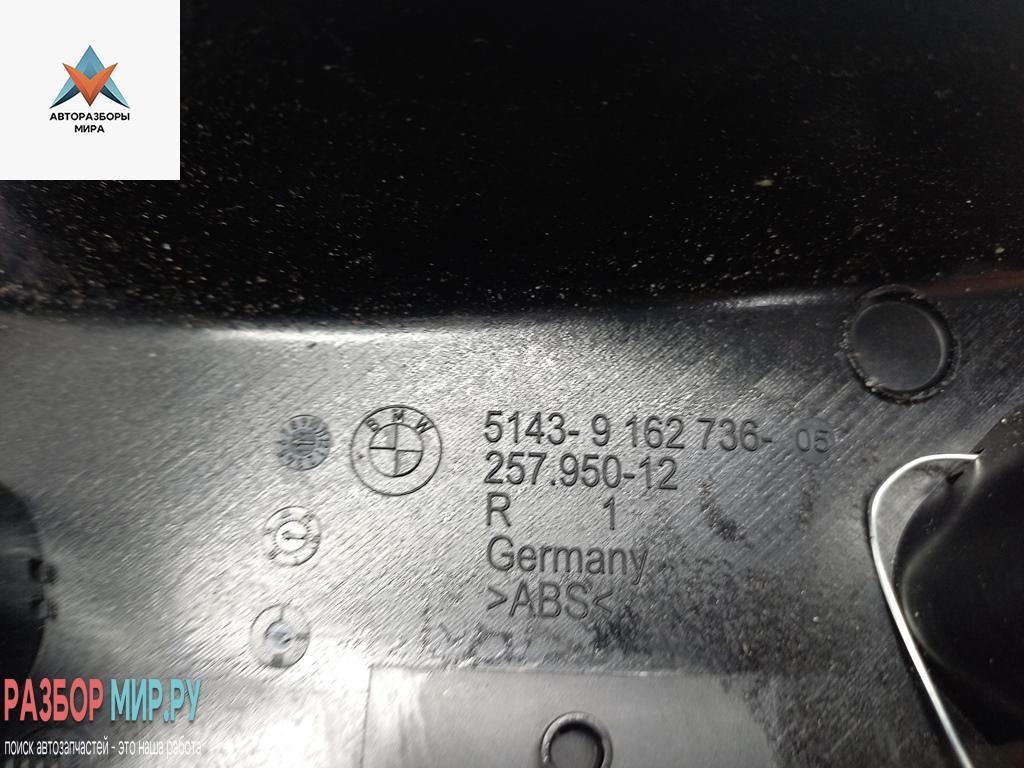 АВТОРАЗБОРЫ
МИРА
BMW
5143- 9 162 736- 05
257.950-12
R 1
Germany
>ABS<
РАЗБОР МИР.РУ
поиск автозапчастей - это наша работа